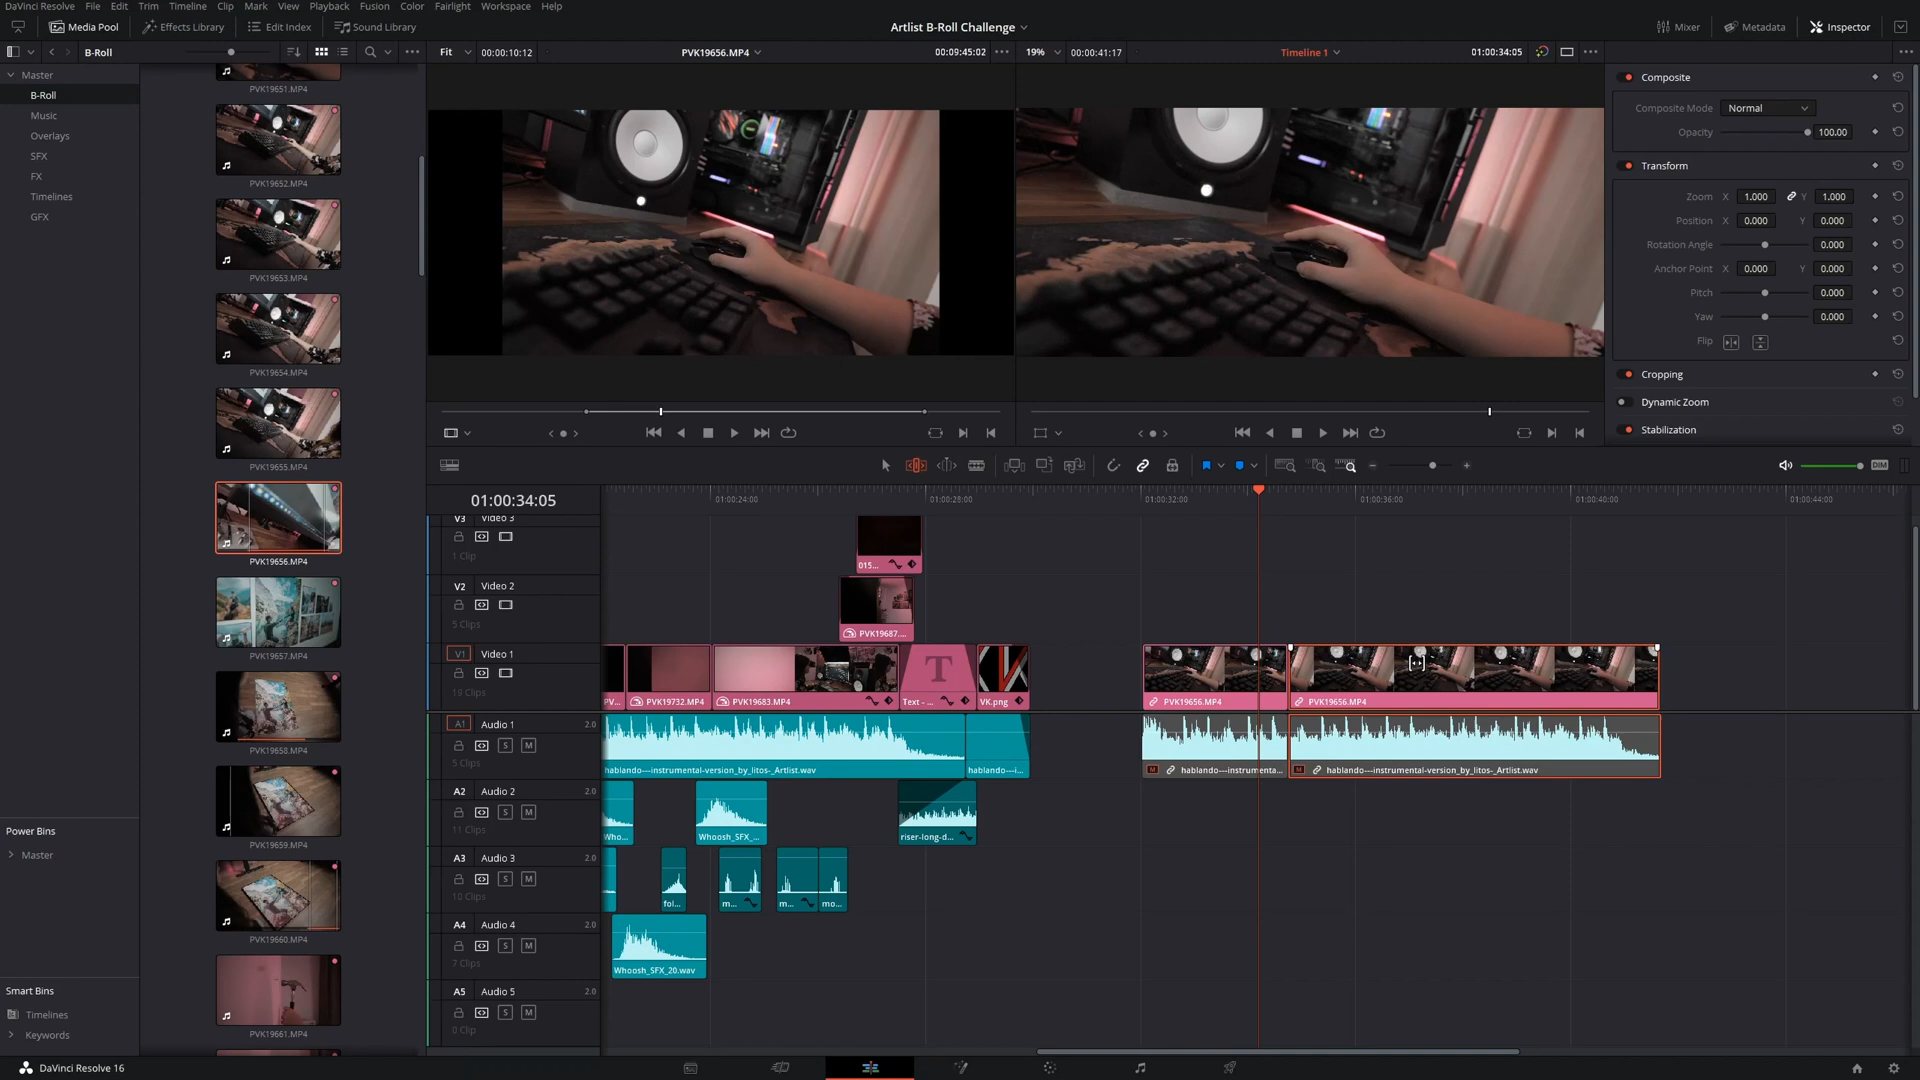 DaVinci Resolve File Edit Trim Timeline Clip Mark View Playback Fusion Color Fairlight Workspace Help
Media Pool Effects Library Edit Index Sound Library
Artlist B-Roll Challenge
Mixer Metadata Inspector
B-Roll
Fit 00:00:10:12 PVK19656.MP4 00:09:45:02
19% 00:00:41:17 Timeline 1 01:00:34:05
Master
B-Roll
Music
Overlays
SFX
FX
Timelines
GFX
PVK19651.MP4
PVK19652.MP4
PVK19653.MP4
PVK19654.MP4
PVK19655.MP4
PVK19656.MP4
PVK19657.MP4
PVK19658.MP4
PVK19659.MP4
PVK19660.MP4
PVK19661.MP4
Power Bins
Master
Smart Bins
Timelines
Keywords
Composite
Composite Mode Normal
Opacity 100.00
Transform
Zoom X 1.000 Y 1.000
Position X 0.000 Y 0.000
Rotation Angle 0.000
Anchor Point X 0.000 Y 0.000
Pitch 0.000
Yaw 0.000
Flip
Cropping
Dynamic Zoom
Stabilization
DIM
01:00:34:05
01:00:24:00 01:00:28:00 01:00:32:00 01:00:36:00 01:00:40:00 01:00:44:00
V3 Video 3
1 Clip
015...
V2 Video 2
5 Clips
PVK19687....
V1 Video 1
19 Clips
T
PV... PVK19732.MP4 PVK19683.MP4 Text - ... VK.png PVK19656.MP4 PVK19656.MP4
A1 Audio 1 2.0
S M
5 Clips
hablando---instrumental-version_by_litos-_Artlist.wav hablando---i... hablando---instrumenta... hablando---instrumental-version_by_litos-_Artlist.wav
A2 Audio 2 2.0
S M
11 Clips
Who... Whoosh_SFX_... riser-long-d...
A3 Audio 3 2.0
S M
10 Clips
fol... m... m... mo...
A4 Audio 4 2.0
S M
7 Clips
Whoosh_SFX_20.wav
A5 Audio 5 2.0
S M
0 Clip
DaVinci Resolve 16